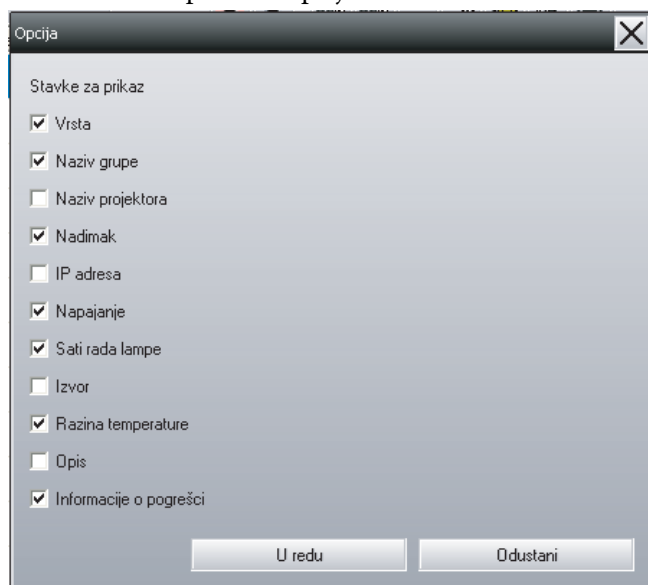 Opcija
Stavke za prikaz
Vrsta
Naziv grupe
Naziv projektora
Nadimak
IP adresa
Napajanje
Sati rada lampe
Izvor
Razina temperature
Opis
Informacije o pogrešci
U redu Odustani